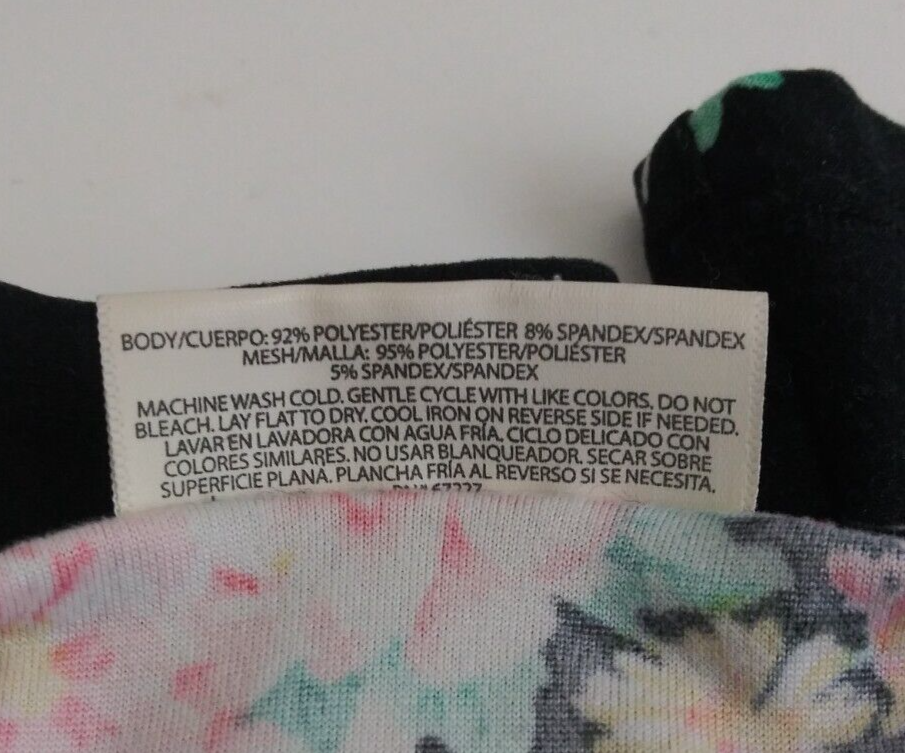 BODY/CUERPO: 92% POLYESTER/POLIÉSTER 8% SPANDEX/SPANDEX
MESH/MALLA: 95% POLYESTER/POLIÉSTER
5% SPANDEX/SPANDEX
MACHINE WASH COLD. GENTLE CYCLE WITH LIKE COLORS. DO NOT
BLEACH. LAY FLAT TO DRY. COOL IRON ON REVERSE SIDE IF NEEDED.
LAVAR EN LAVADORA CON AGUA FRÍA. CICLO DELICADO CON
COLORES SIMILARES. NO USAR BLANQUEADOR. SECAR SOBRE
SUPERFICIE PLANA. PLANCHA FRÍA AL REVERSO SI SE NECESITA.